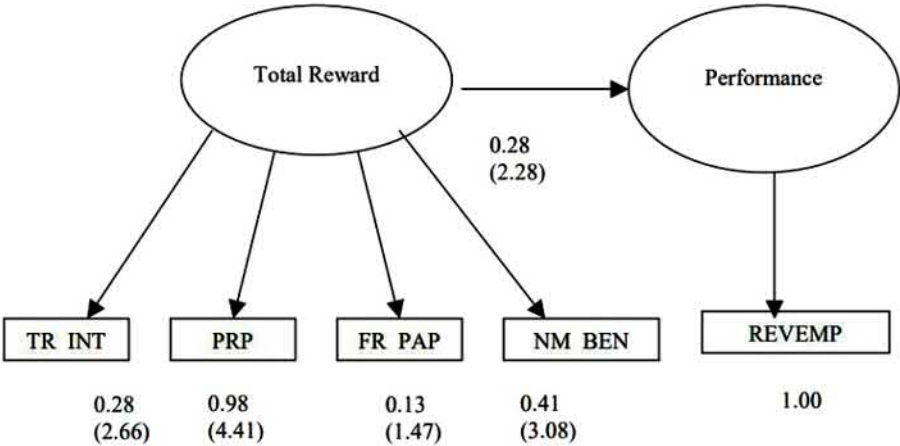 Total Reward
Performance
0.28
(2.28)
TR INT
PRP
FR PAP
NM BEN
REVEMP
0.28
(2.66)
0.98
(4.41)
0.13
(1.47)
0.41
(3.08)
1.00